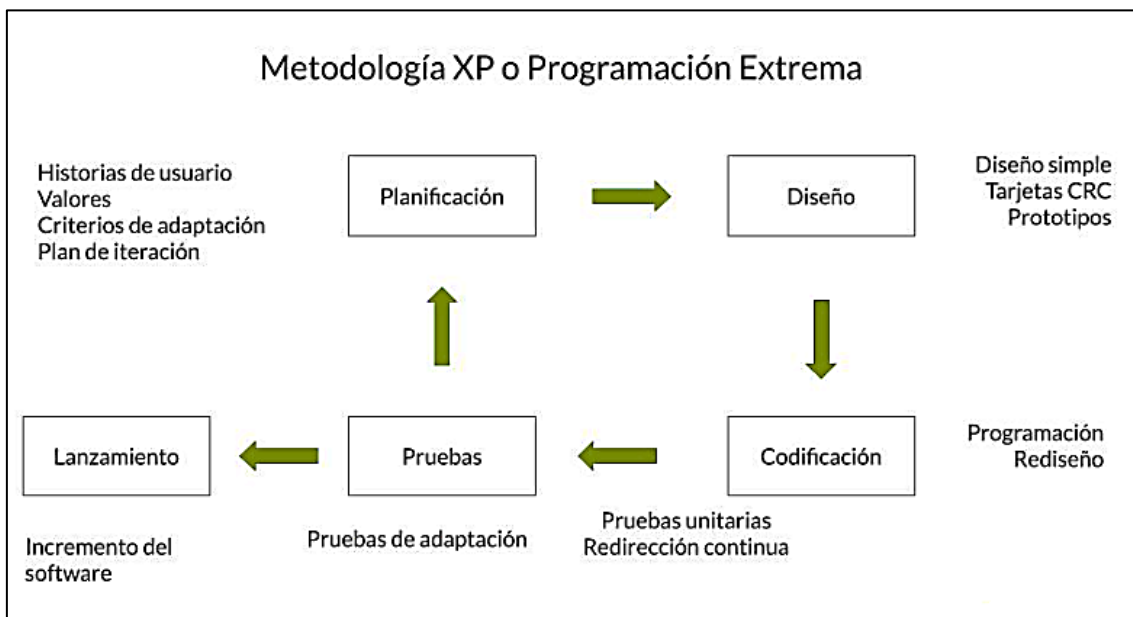 Metodología XP o Programación Extrema
Historias de usuario
Valores
Criterios de adaptación
Plan de iteración
Planificación
Diseño
Diseño simple
Tarjetas CRC
Prototipos
Lanzamiento
Pruebas
Codificación
Programación
Rediseño
Incremento del
software
Pruebas de adaptación
Pruebas unitarias
Redirección continua